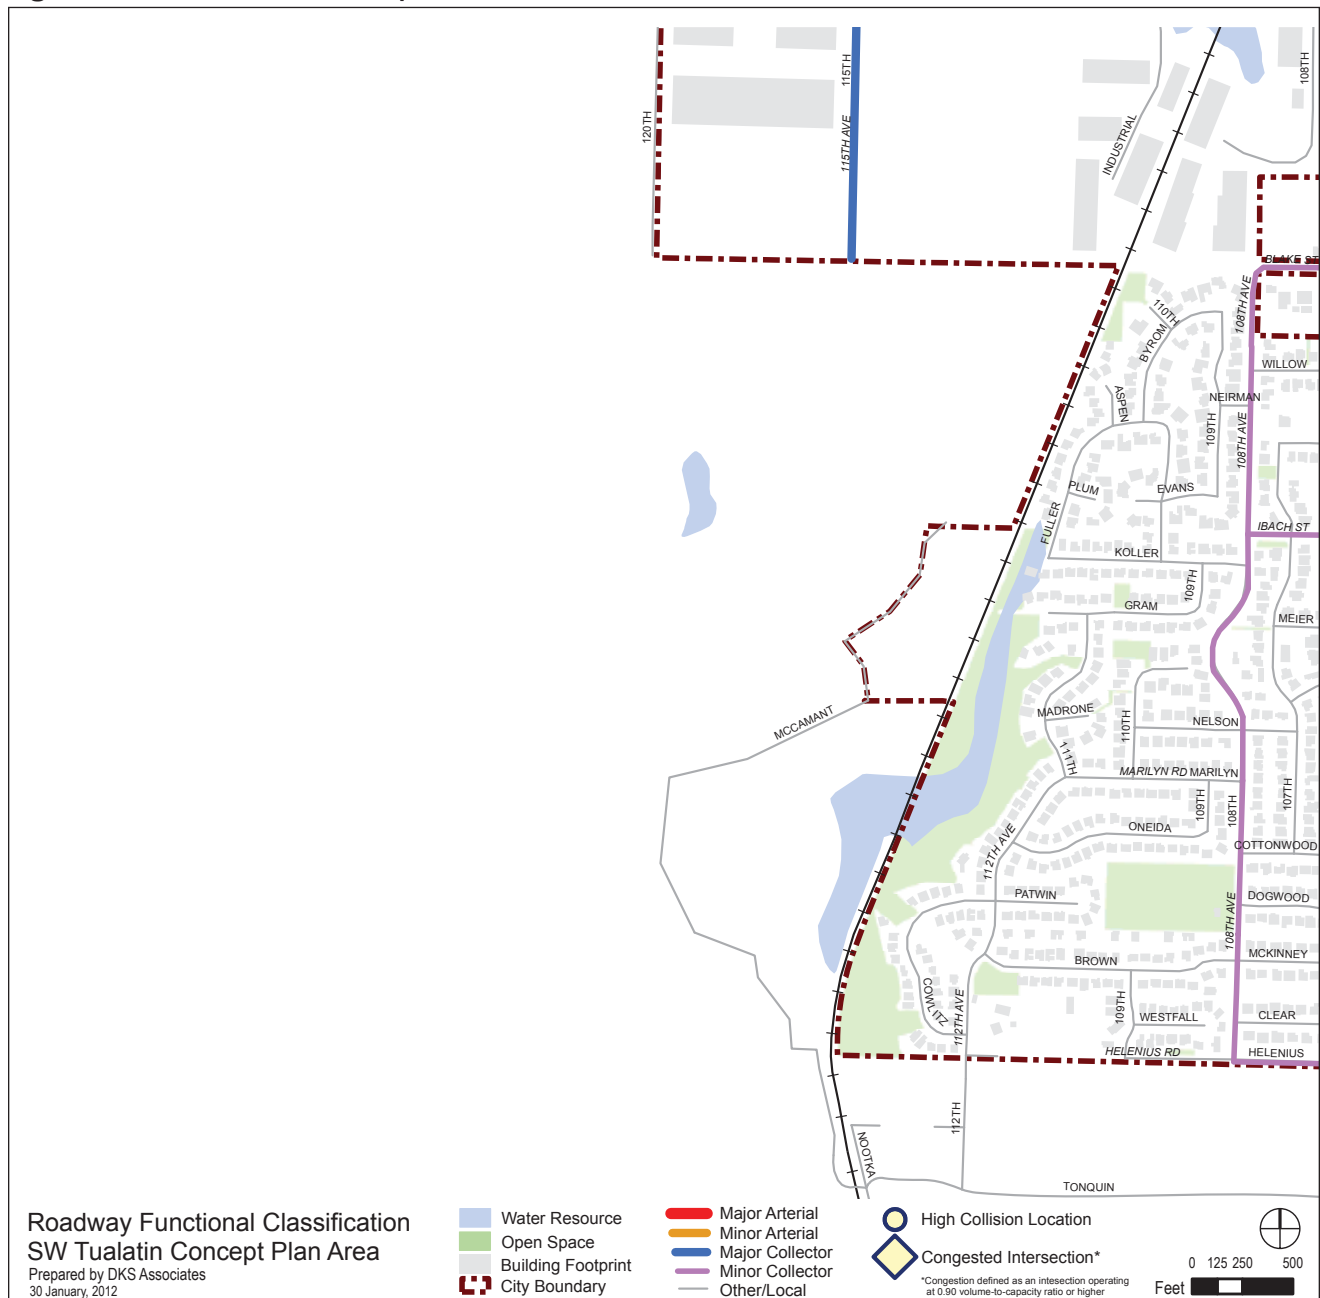 115TH
108TH
120TH
115TH AVE
INDUSTRIAL
BLAKE ST
108TH AVE
110TH
BYROM
WILLOW
ASPEN
NEIRMAN
109TH
108TH AVE
PLUM
EVANS
FULLER
IBACH ST
KOLLER
109TH
GRAM
MEIER
MCCAMANT
MADRONE
110TH
NELSON
111TH
MARILYN RD MARILYN
109TH
108TH
107TH
ONEIDA
112TH AVE
COTTONWOOD
PATWIN
DOGWOOD
108TH AVE
BROWN
MCKINNEY
COWLITZ
112TH AVE
109TH
WESTFALL
CLEAR
HELENIUS RD
HELENIUS
112TH
NOOTKA
TONQUIN
Roadway Functional Classification
SW Tualatin Concept Plan Area
Prepared by DKS Associates
30 January, 2012
Water Resource
Open Space
Building Footprint
City Boundary
Major Arterial
Minor Arterial
Major Collector
Minor Collector
Other/Local
High Collision Location
Congested Intersection*
*Congestion defined as an intesection operating
at 0.90 volume-to-capacity ratio or higher
0 125 250 500
Feet